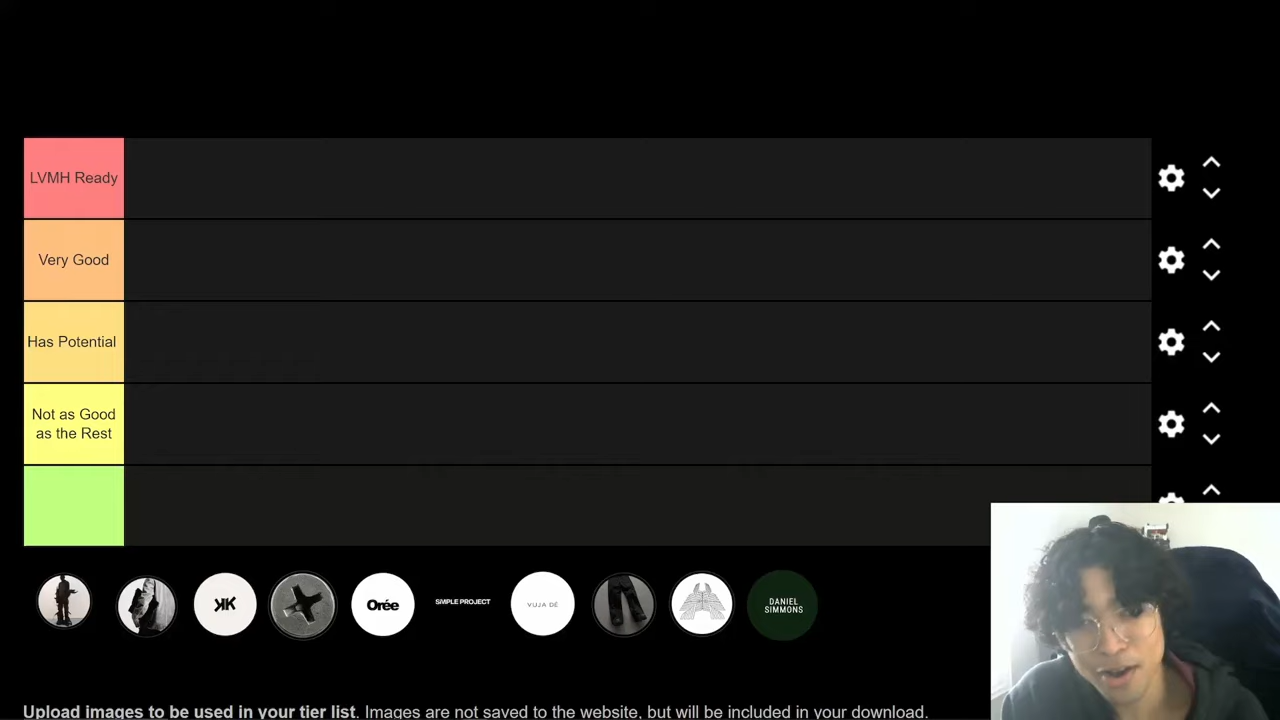 LVMH Ready
Very Good
Has Potential
Not as Good
as the Rest
KK
Orée
SIMPLE PROJECT
VUJA DÉ
DANIEL
SIMMONS
Upload images to be used in your tier list. Images are not saved to the website, but will be included in your download.